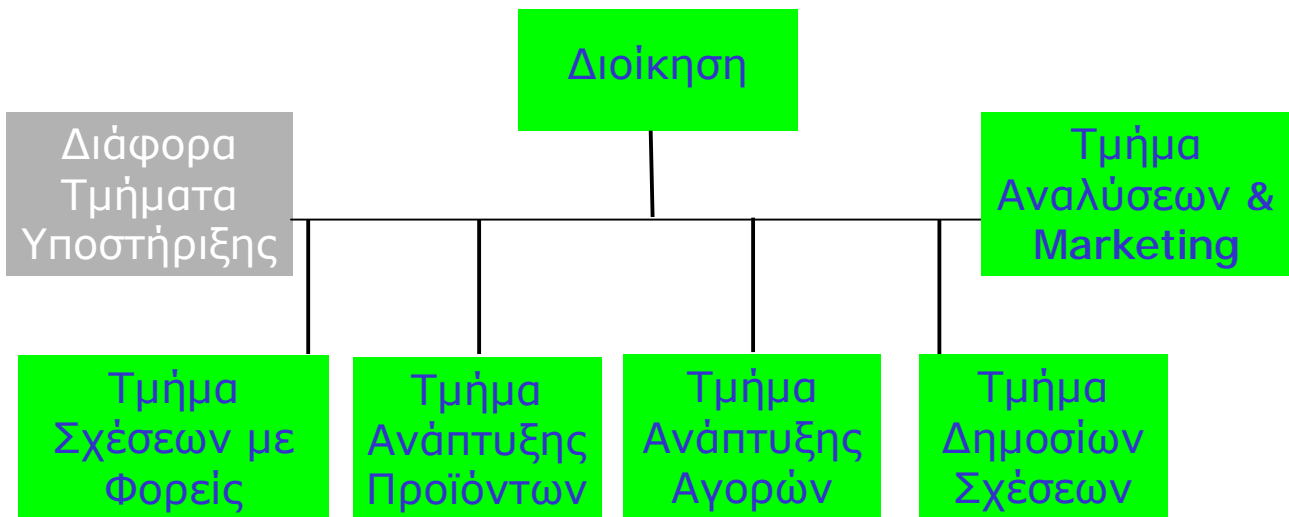 Διοίκηση
Διάφορα
Τμήματα
Υποστήριξης
Τμήμα
Αναλύσεων &
Marketing
Τμήμα
Σχέσεων με
Φορείς
Τμήμα
Ανάπτυξης
Προϊόντων
Τμήμα
Ανάπτυξης
Αγορών
Τμήμα
Δημοσίων
Σχέσεων